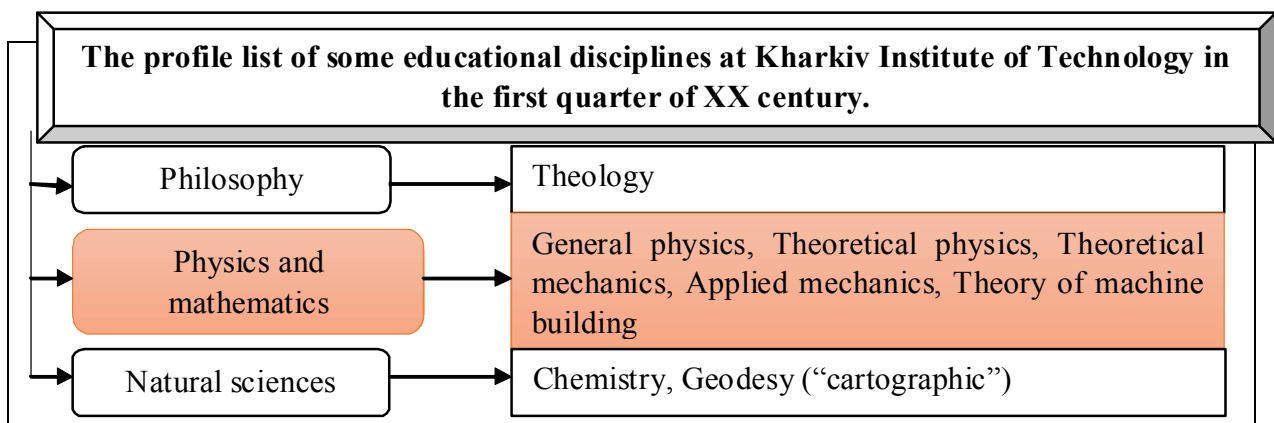 The profile list of some educational disciplines at Kharkiv Institute of Technology in
the first quarter of XX century.
Philosophy
Theology
Physics and
mathematics
General physics, Theoretical physics, Theoretical
mechanics, Applied mechanics, Theory of machine
building
Natural sciences
Chemistry, Geodesy (“cartographic”)